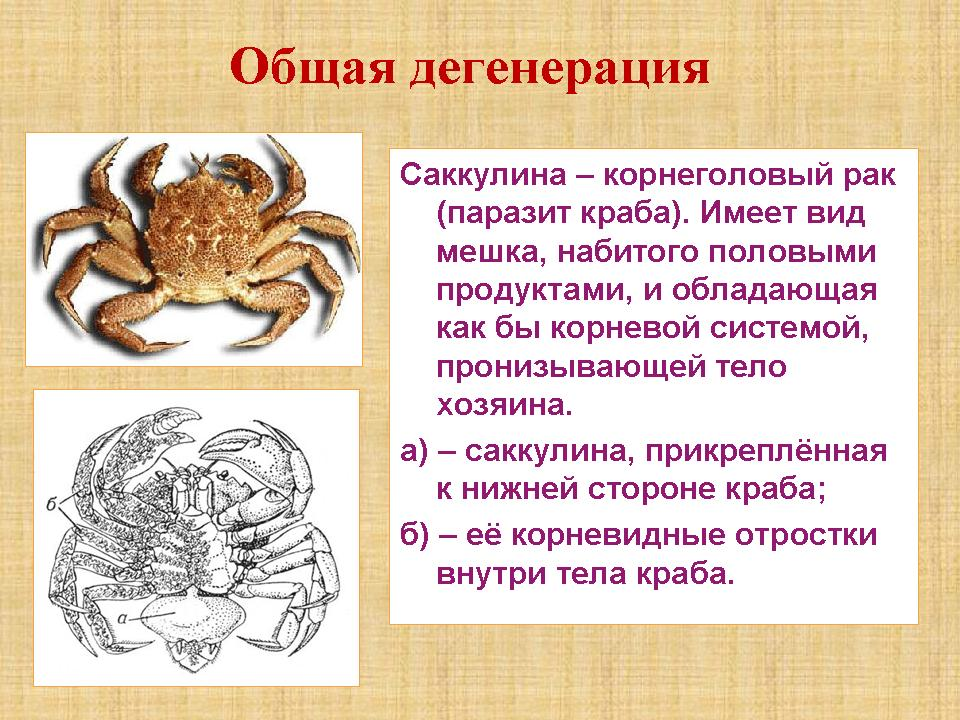 Общая дегенерация
Саккулина – корнеголовый рак
(паразит краба). Имеет вид
мешка, набитого половыми
продуктами, и обладающая
как бы корневой системой,
пронизывающей тело
хозяина.
а) – саккулина, прикреплённая
к нижней стороне краба;
б) – её корневидные отростки
внутри тела краба.
б
а